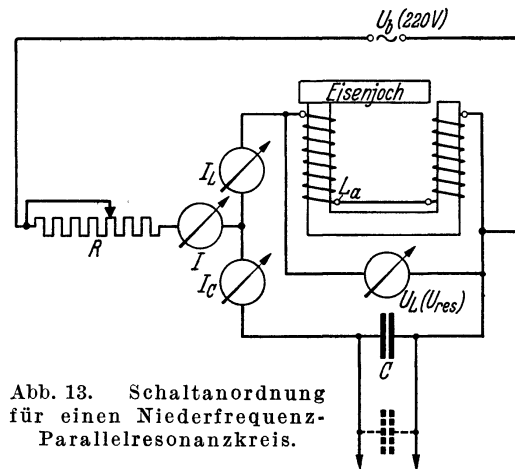 U_b (220V)
Eisenjoch
I_L
L_a
R
I
I_C
U_L (U_res)
C
Abb. 13. Schaltanordnung
für einen Niederfrequenz-
Parallelresonanzkreis.